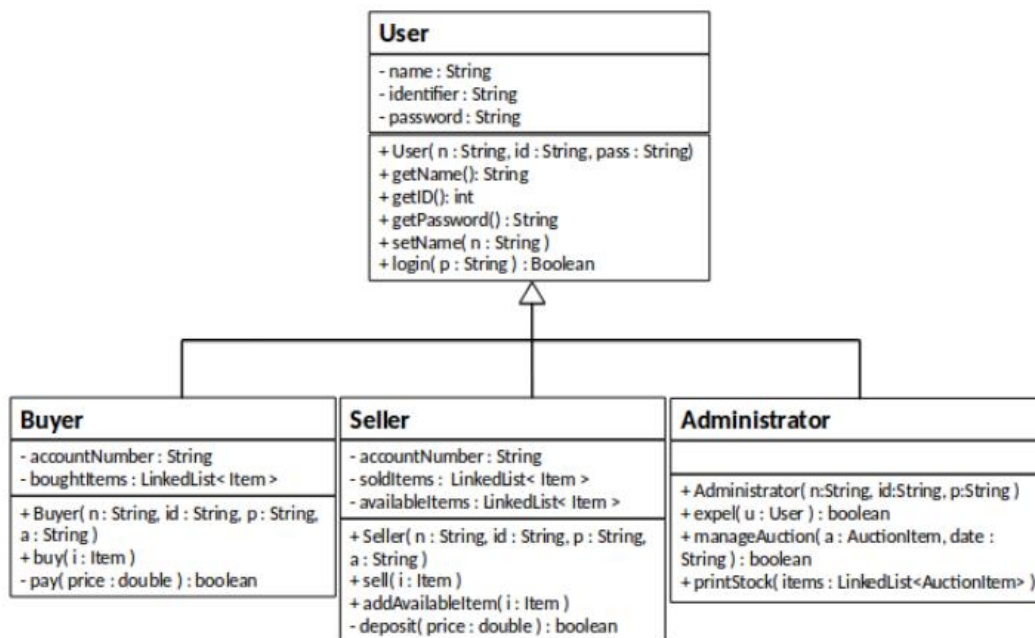 User
- name : String
- identifier : String
- password : String
+ User( n : String, id : String, pass : String)
+ getName(): String
+ getID(): int
+ getPassword() : String
+ setName( n : String )
+ login( p : String ) : Boolean
Buyer
- accountNumber : String
- boughtItems : LinkedList< Item >
+ Buyer( n : String, id : String, p : String,
a : String )
+ buy( i : Item )
- pay( price : double ) : boolean
Seller
- accountNumber : String
- soldItems : LinkedList< Item >
- availableItems : LinkedList< Item >
+ Seller( n : String, id : String, p : String,
a : String )
+ sell( i : Item )
+ addAvailableItem( i : Item )
- deposit( price : double ) : boolean
Administrator
+ Administrator( n:String, id:String, p:String )
+ expel( u : User ) : boolean
+ manageAuction( a : AuctionItem, date :
String ) : boolean
+ printStock( items : LinkedList<AuctionItem> )